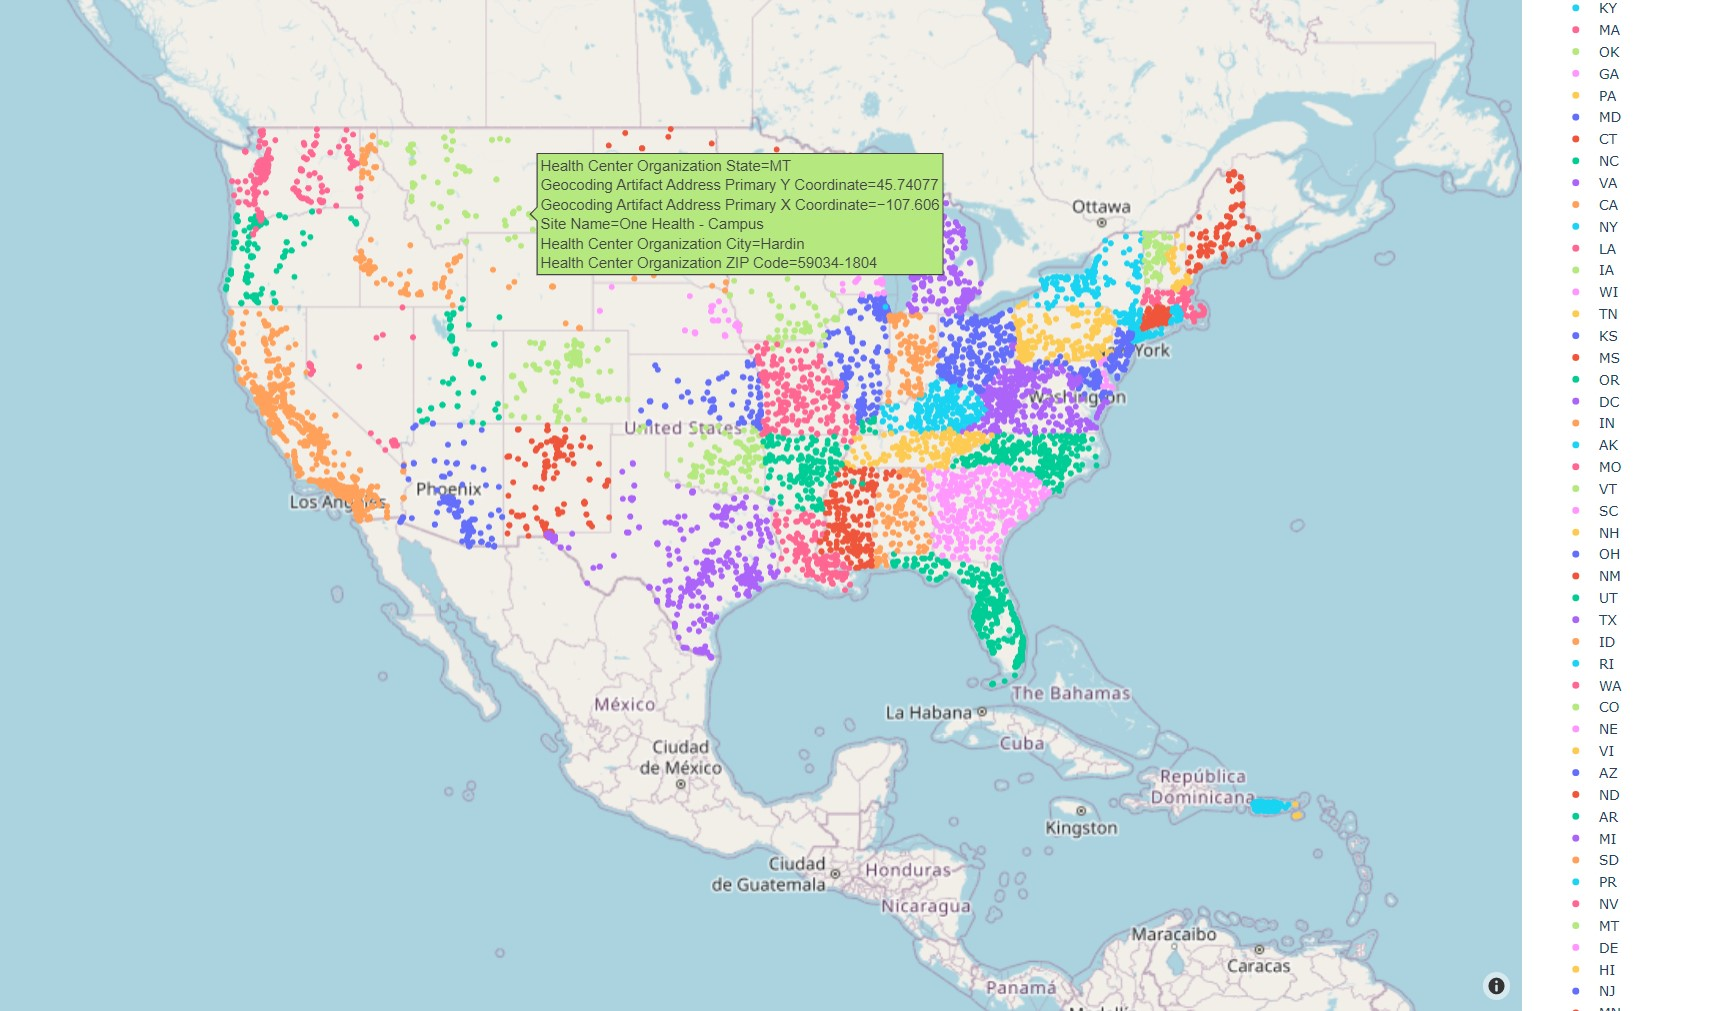 Health Center Organization State=MT
Geocoding Artifact Address Primary Y Coordinate=45.74077
Geocoding Artifact Address Primary X Coordinate=−107.606
Site Name=One Health - Campus
Health Center Organization City=Hardin
Health Center Organization ZIP Code=59034-1804
Ottawa
York
Washington
United States
Phoenix
Los Angeles
The Bahamas
La Habana
México
Cuba
Ciudad
de México
República
Dominicana
Kingston
Ciudad
de Guatemala
Honduras
Nicaragua
Maracaibo
Caracas
Panamá
KY
MA
OK
GA
PA
MD
CT
NC
VA
CA
NY
LA
IA
WI
TN
KS
MS
OR
DC
IN
AK
MO
VT
SC
NH
OH
NM
UT
TX
ID
RI
WA
CO
NE
VI
AZ
ND
AR
MI
SD
PR
NV
MT
DE
HI
NJ